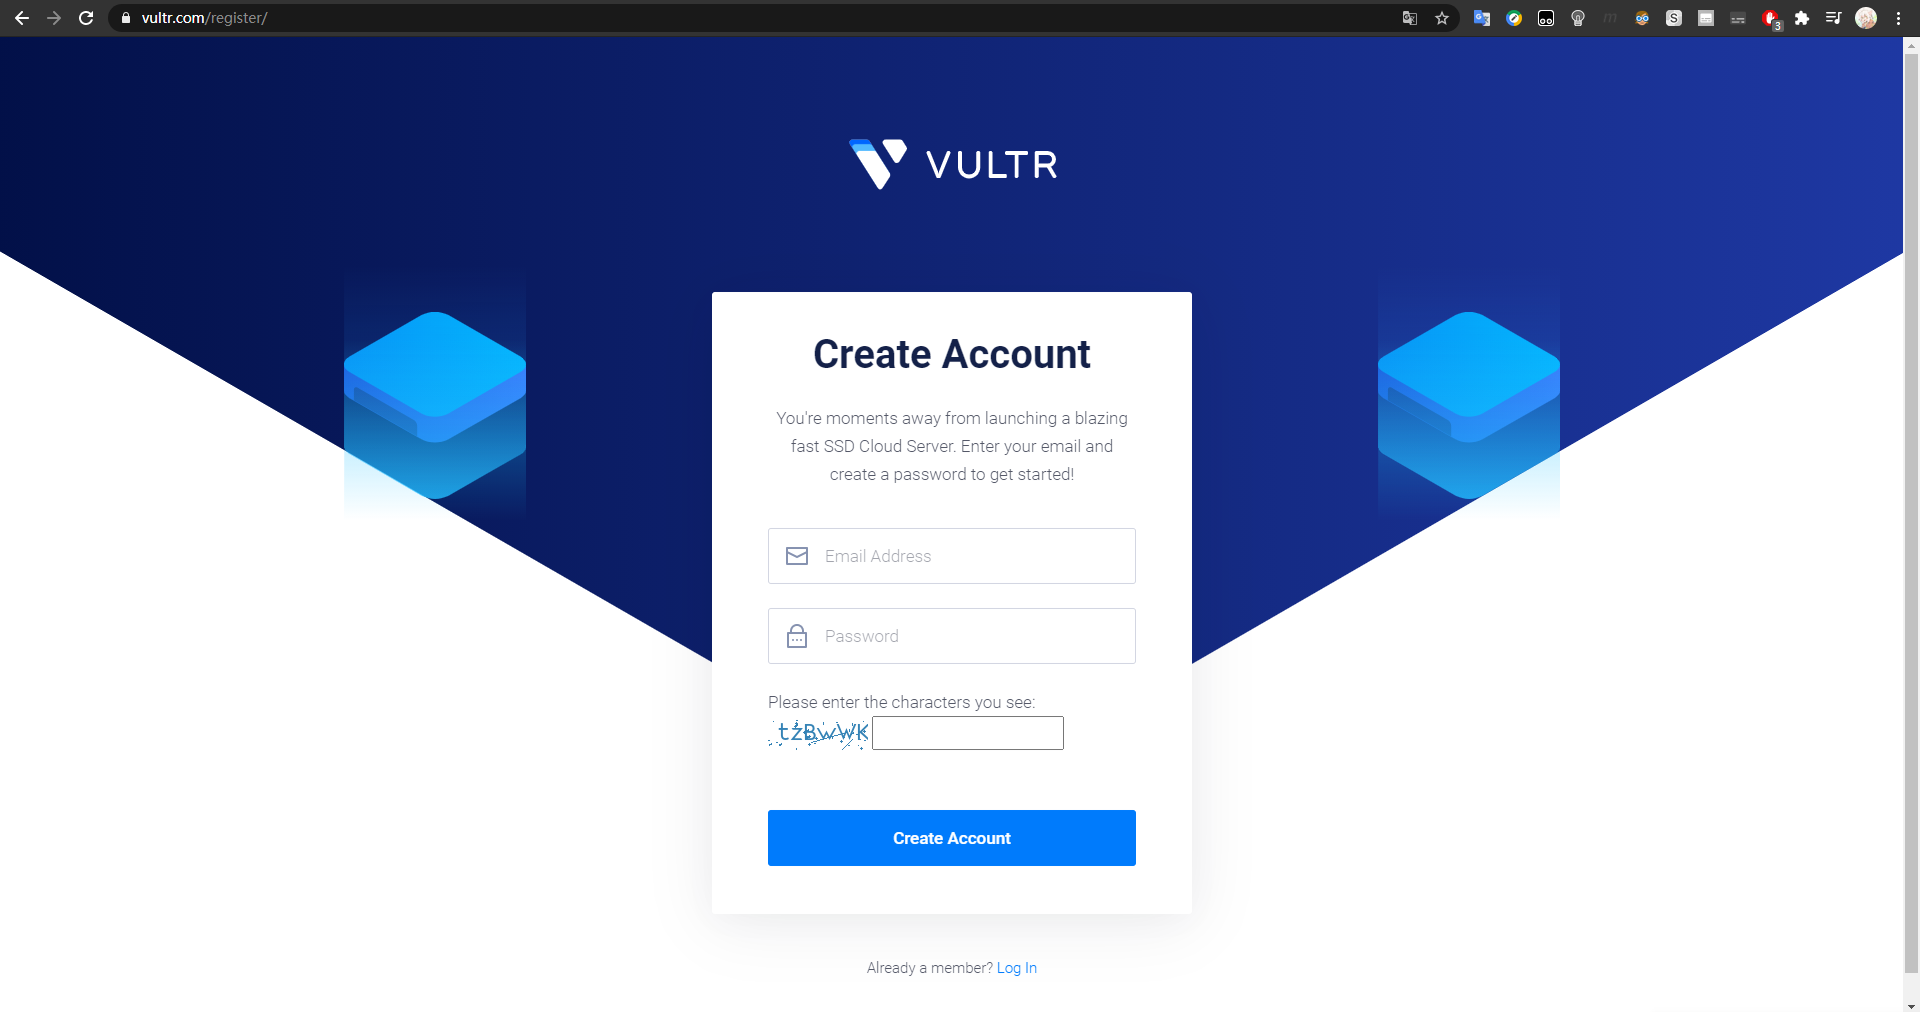 vultr.com/register/
3
VULTR
Create Account
You're moments away from launching a blazing
fast SSD Cloud Server. Enter your email and
create a password to get started!
Email Address
Password
Please enter the characters you see:
Create Account
Already a member? Log In